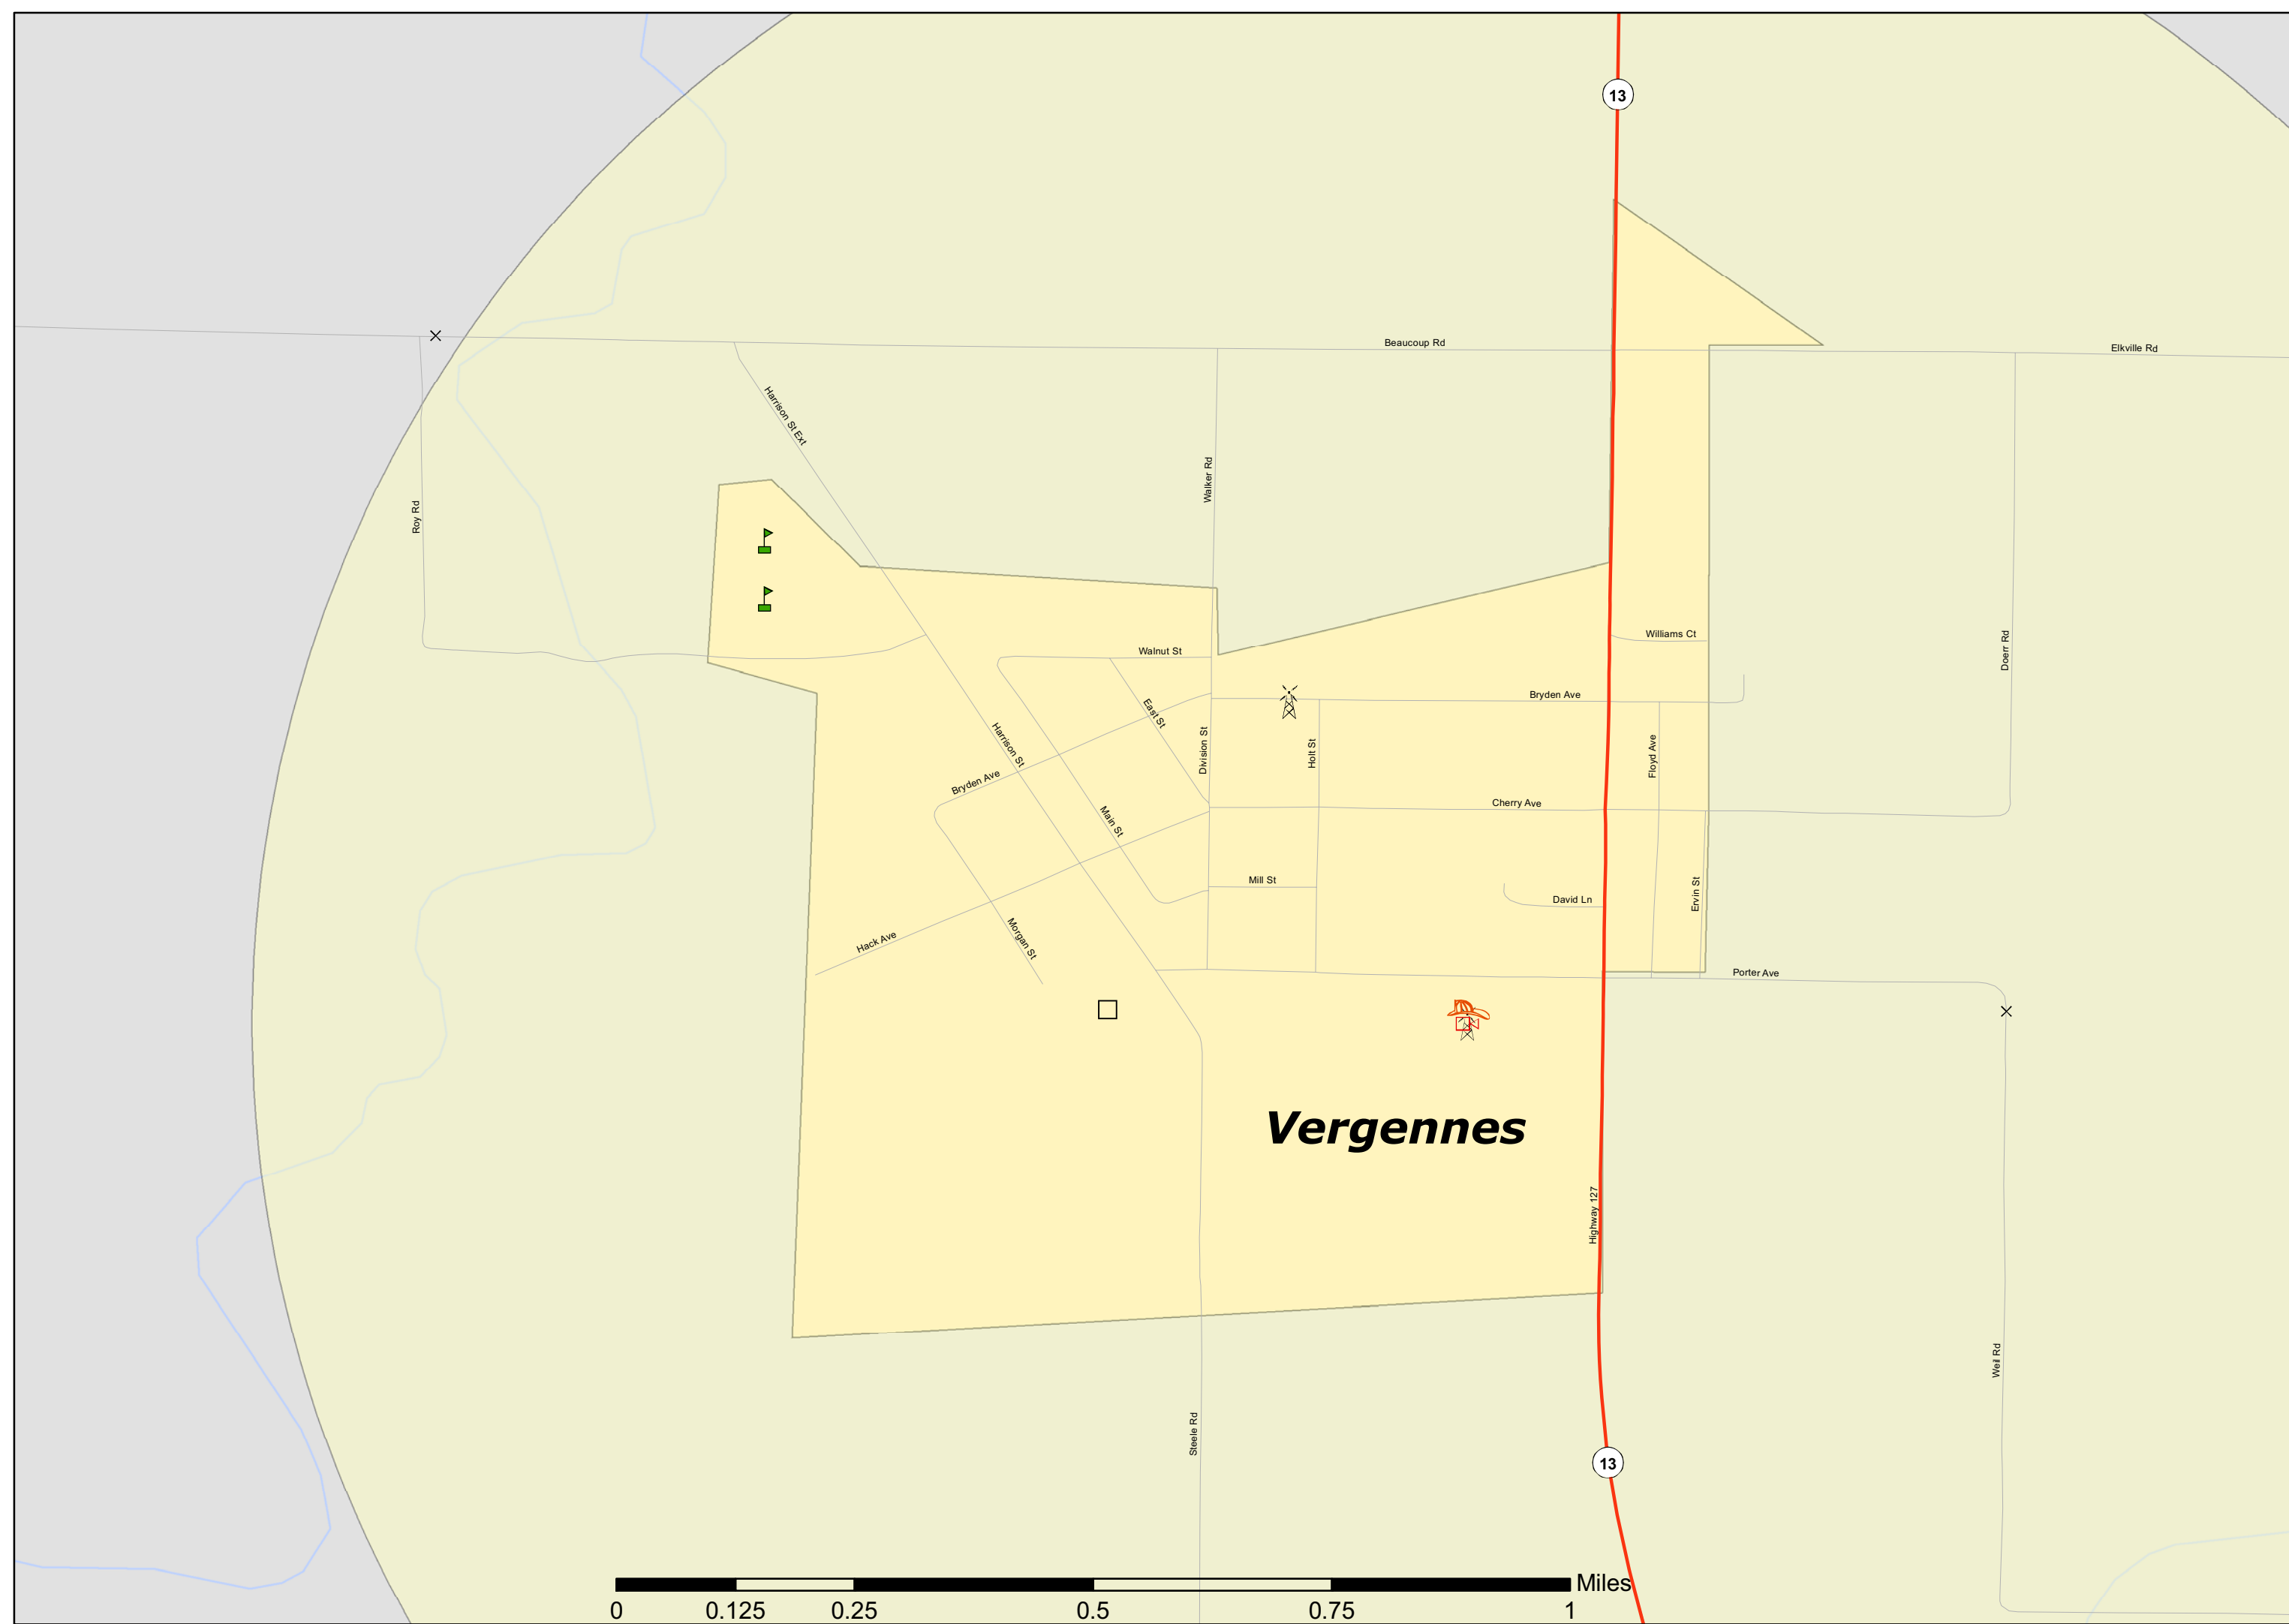 13
Beaucoup Rd
Elkville Rd
Harrison St Ext
Walker Rd
Roy Rd
Williams Ct
Doerr Rd
Walnut St
Bryden Ave
East St
Harrison St
Division St
Holt St
Floyd Ave
Bryden Ave
Main St
Cherry Ave
Mill St
David Ln
Ervin St
Hack Ave
Morgan St
Porter Ave
Vergennes
Highway 127
Weil Rd
Steele Rd
13
Miles
0 0.125 0.25 0.5 0.75 1